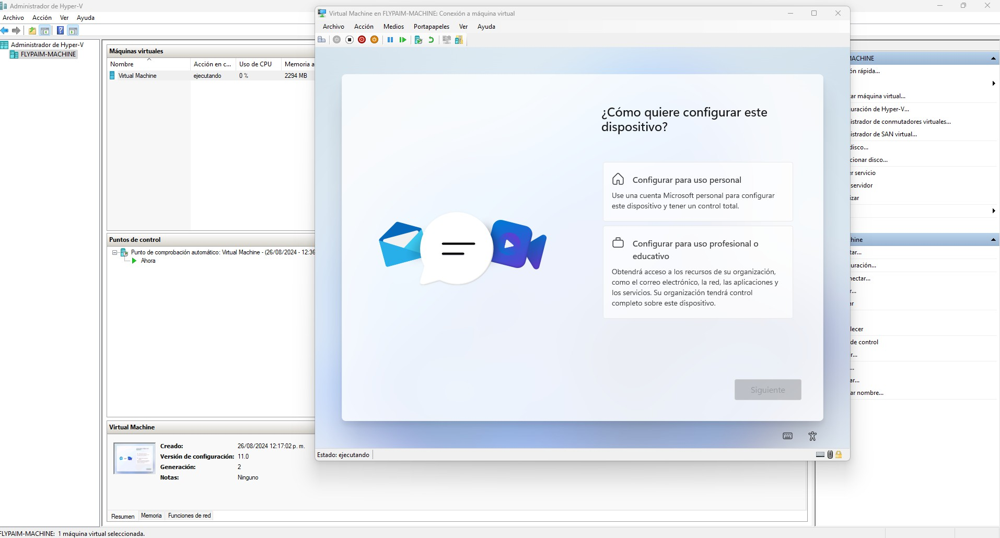 Administrador de Hyper-V
Archivo Acción Ver Ayuda
Administrador de Hyper-V
FLYPAIM-MACHINE
Máquinas virtuales
Nombre Acción en c... Uso de CPU Memoria a
Virtual Machine ejecutando 0 % 2294 MB
Puntos de control
Punto de comprobación automático: Virtual Machine - (26/08/2024 - 12:36
Ahora
Virtual Machine
Creado: 26/08/2024 12:17:02 p. m.
Versión de configuración: 11.0
Generación: 2
Notas: Ninguno
Resumen Memoria Funciones de red
FLYPAIM-MACHINE: 1 máquina virtual seleccionada.
Virtual Machine en FLYPAIM-MACHINE: Conexión a máquina virtual
Archivo Acción Medios Portapapeles Ver Ayuda
¿Cómo quiere configurar este
dispositivo?
Configurar para uso personal
Use una cuenta Microsoft personal para configurar
este dispositivo y tener un control total.
Configurar para uso profesional o
educativo
Obtendrá acceso a los recursos de su organización,
como el correo electrónico, la red, las aplicaciones y
los servicios. Su organización tendrá control
completo sobre este dispositivo.
Siguiente
Estado: ejecutando
MACHINE
ón rápida...
ar máquina virtual...
uración de Hyper-V...
istrador de conmutadores virtuales...
istrador de SAN virtual...
disco...
cionar disco...
er servicio
servidor
izar
hine
tar...
uración...
nectar...
r...
ar
lecer
de control
r...
...
ar...
ar nombre...